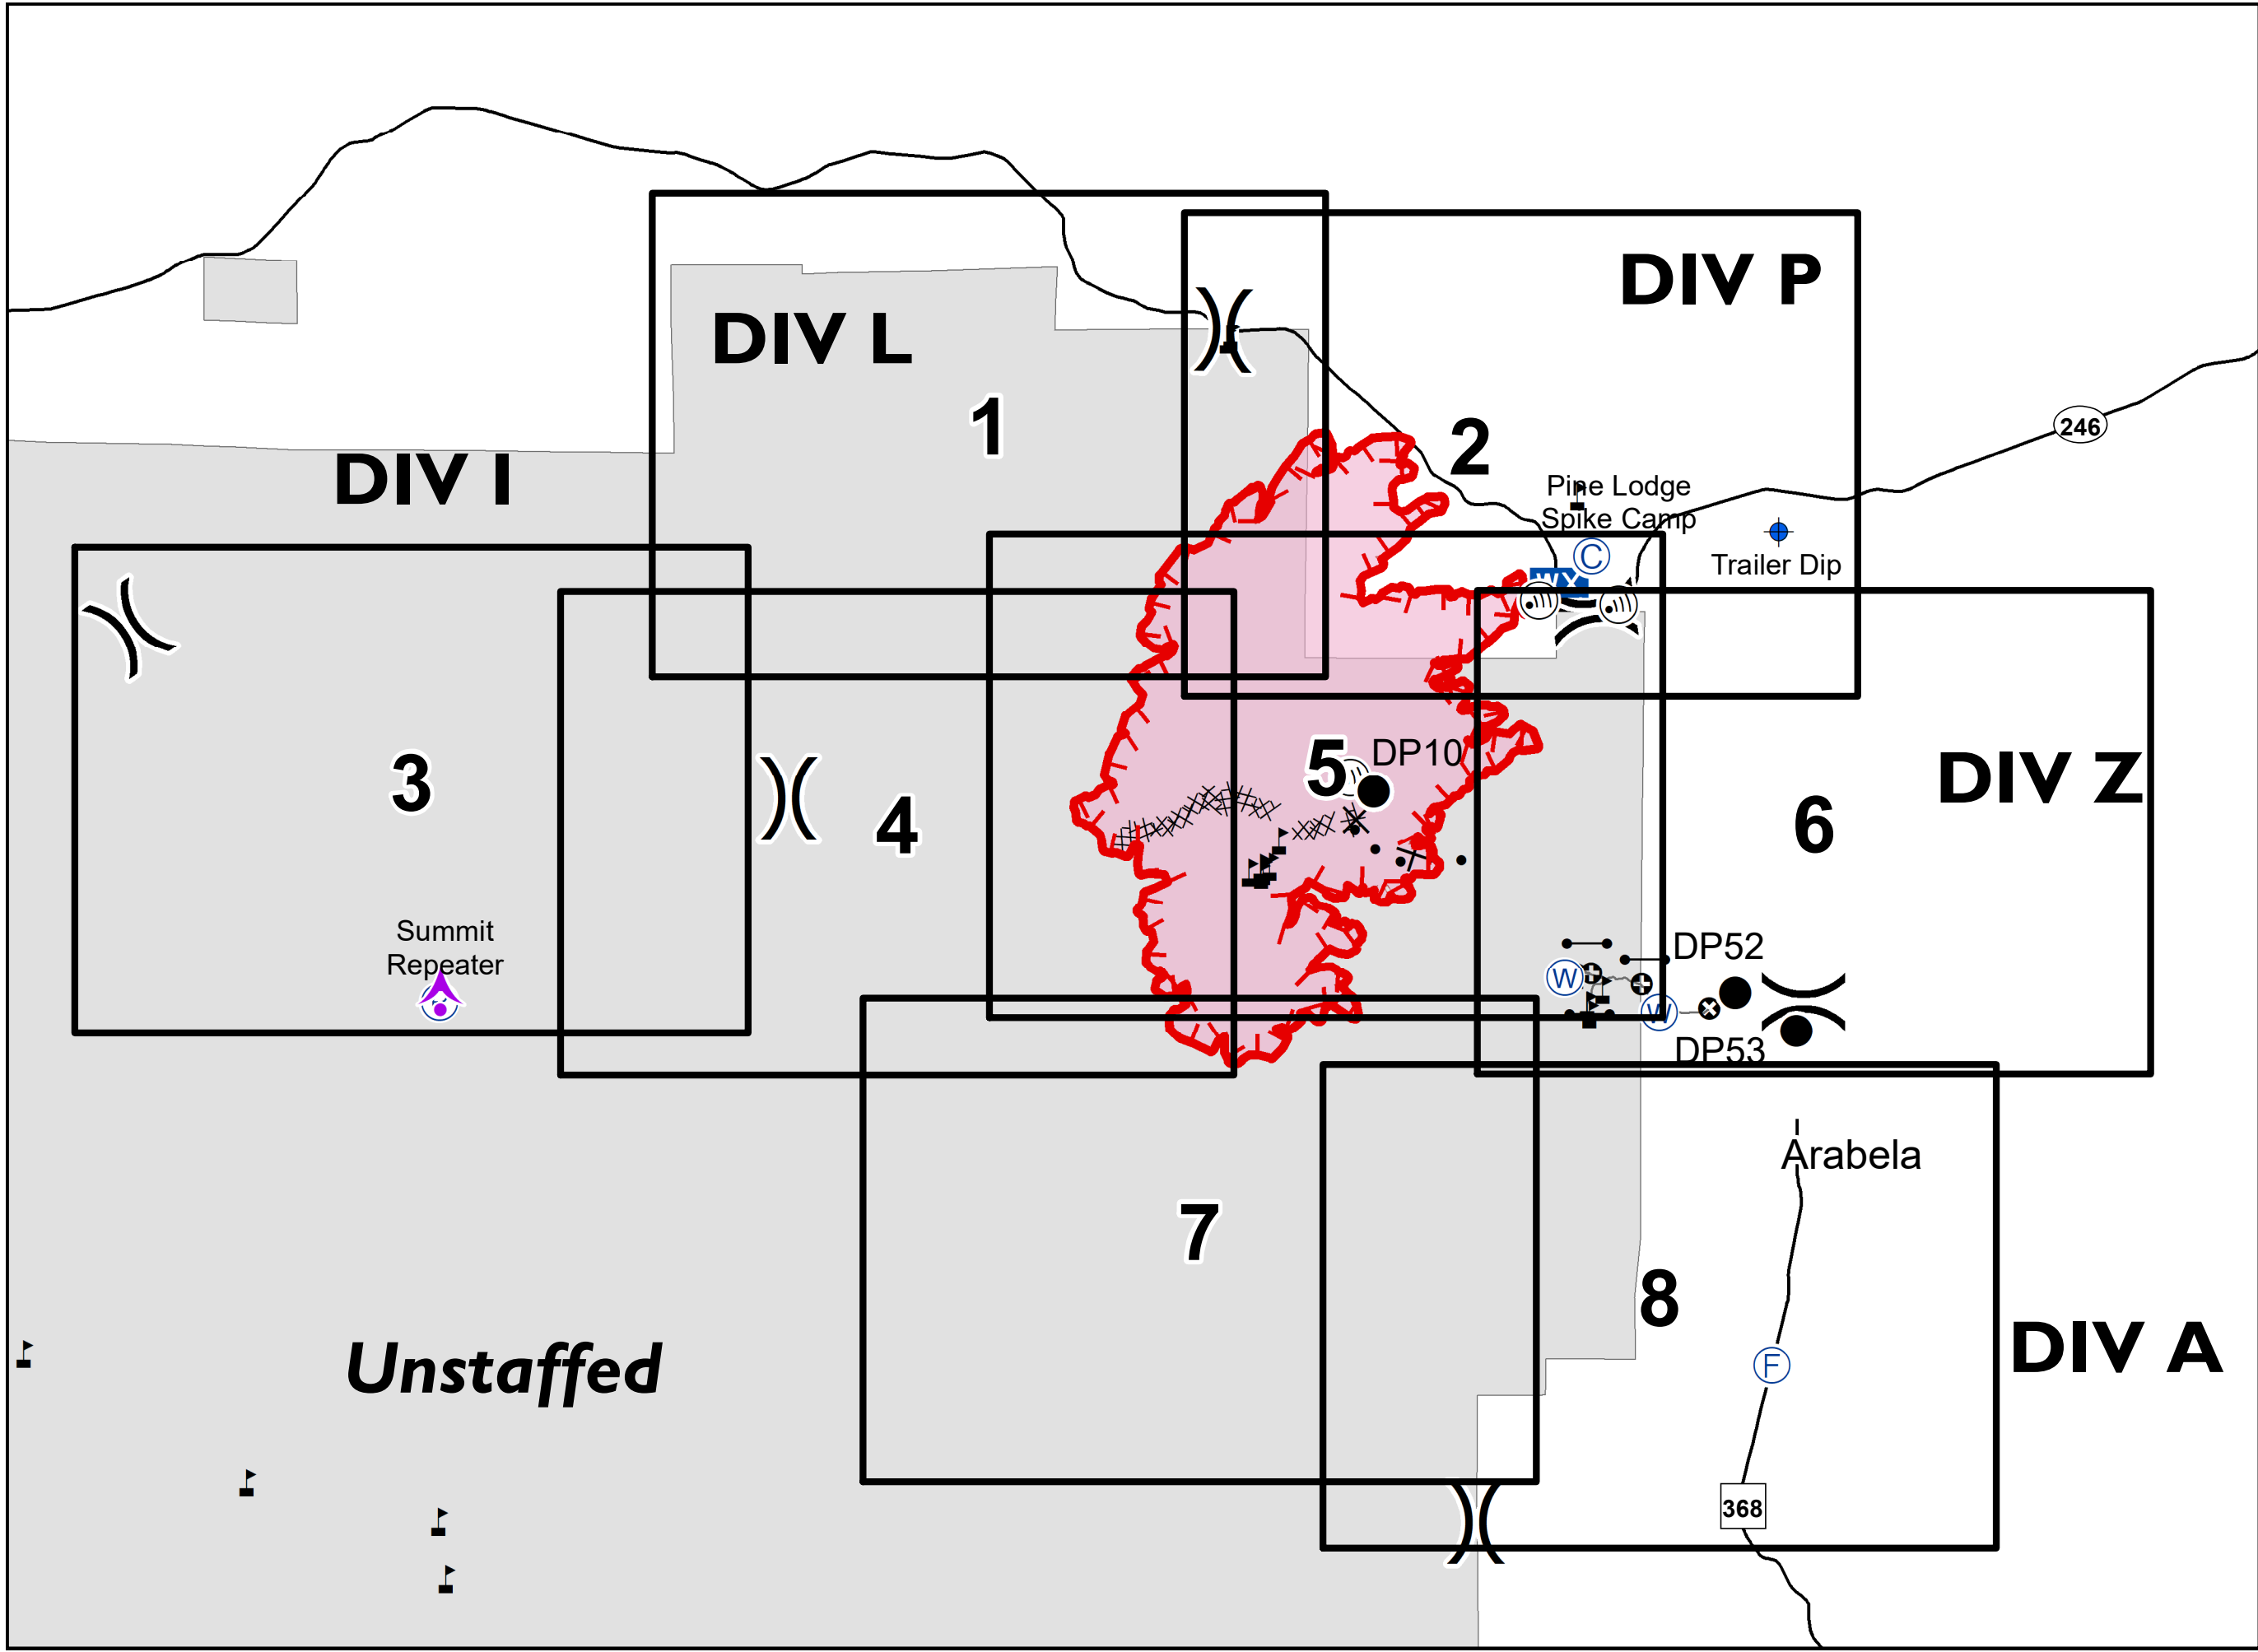 DIV P
DIV L
1
2
246
DIV I
Pine Lodge
Spike Camp
C
Trailer Dip
WX
3
4
5
DP10
DIV Z
6
Summit
Repeater
DP52
W
W
DP53
Arabela
7
8
Unstaffed
F
DIV A
368